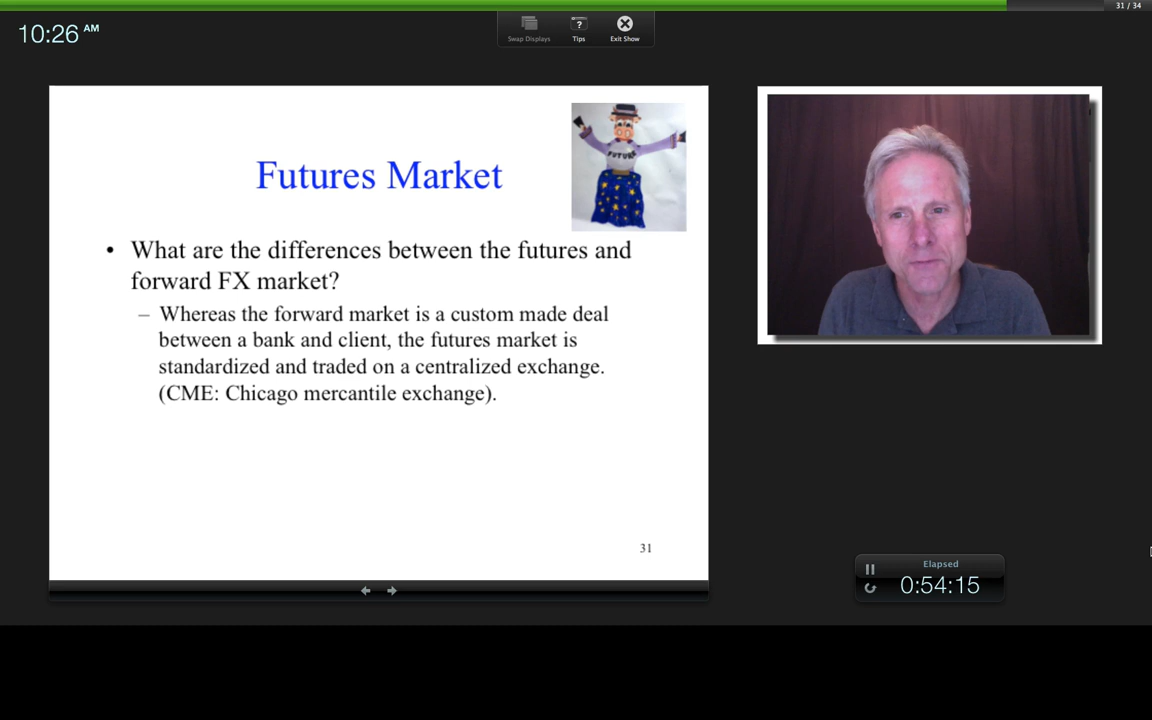 31 / 34
10:26 AM
Swap Displays
Tips
Exit Show
FUTURE
Futures Market
• What are the differences between the futures and
forward FX market?
– Whereas the forward market is a custom made deal
between a bank and client, the futures market is
standardized and traded on a centralized exchange.
(CME: Chicago mercantile exchange).
31
Elapsed
0:54:15